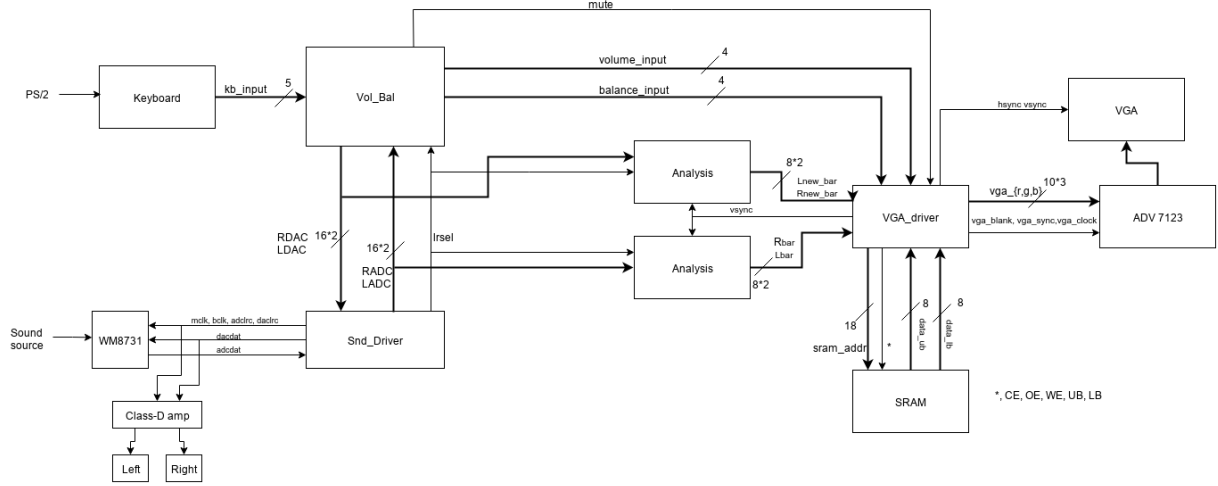 mute
volume_input
4
balance_input
4
PS/2
Keyboard
kb_input
5
Vol_Bal
hsync vsync
VGA
Analysis
8*2
Lnew_bar
Rnew_bar
vsync
VGA_driver
vga_{r,g,b}
10*3
vga_blank, vga_sync,vga_clock
ADV 7123
RDAC
LDAC
16*2
16*2
RADC
LADC
lrsel
Analysis
Rbar
Lbar
8*2
Sound
source
WM8731
mclk, bclk, adclrc, daclrc
dacdat
adcdat
Snd_Driver
18
sram_addr
*
8
data_ub
8
data_lb
SRAM
*, CE, OE, WE, UB, LB
Class-D amp
Left
Right